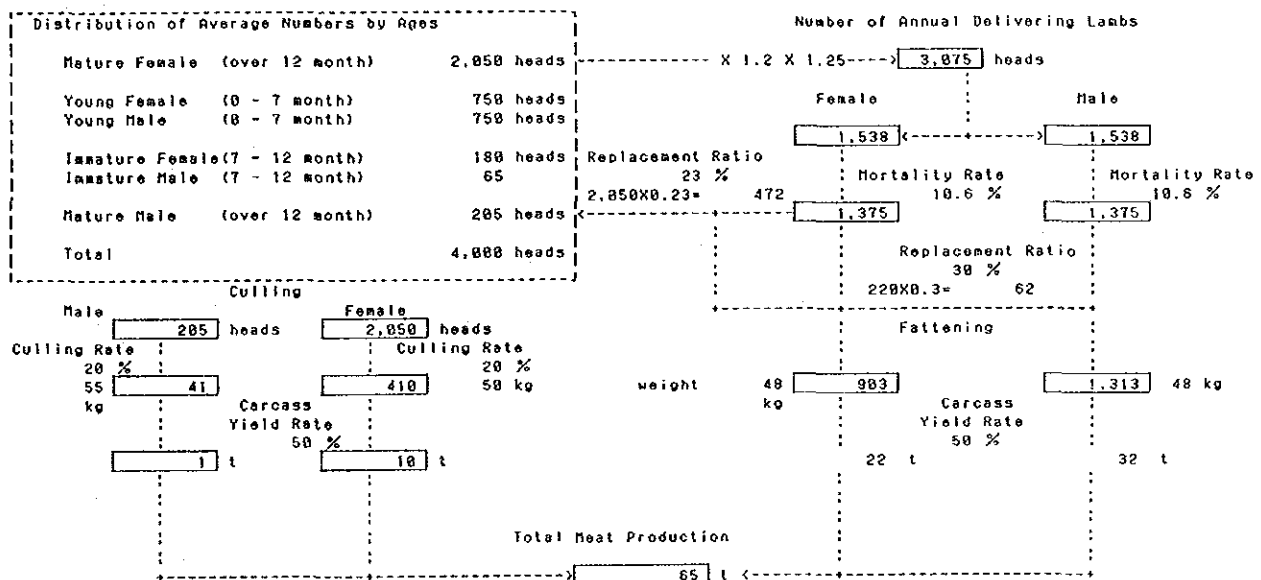 Distribution of Average Numbers by Ages
Number of Annual Delivering Lambs
Mature Female (over 12 month) 2,050 heads X 1.2 X 1.25 3,075 heads
Young Female (0 - 7 month) 750 heads Female Male
Young Male (0 - 7 month) 750 heads
1,538 1,538
Immature Female(7 - 12 month) 180 heads Replacement Ratio
Immature Male (7 - 12 month) 65 23 % Mortality Rate Mortality Rate
2,050X0.23= 472 10.6 % 10.6 %
Mature Male (over 12 month) 205 heads 1,375 1,375
Total 4,000 heads Replacement Ratio
30 %
Culling 220X0.3= 62
Male Female
205 heads 2,050 heads Fattening
Culling Rate Culling Rate
20 % 20 %
55 41 410 50 kg weight 48 903 1,313 48 kg
kg Carcass kg Carcass
Yield Rate Yield Rate
50 % 50 %
1 t 10 t 22 t 32 t
Total Meat Production
65 t